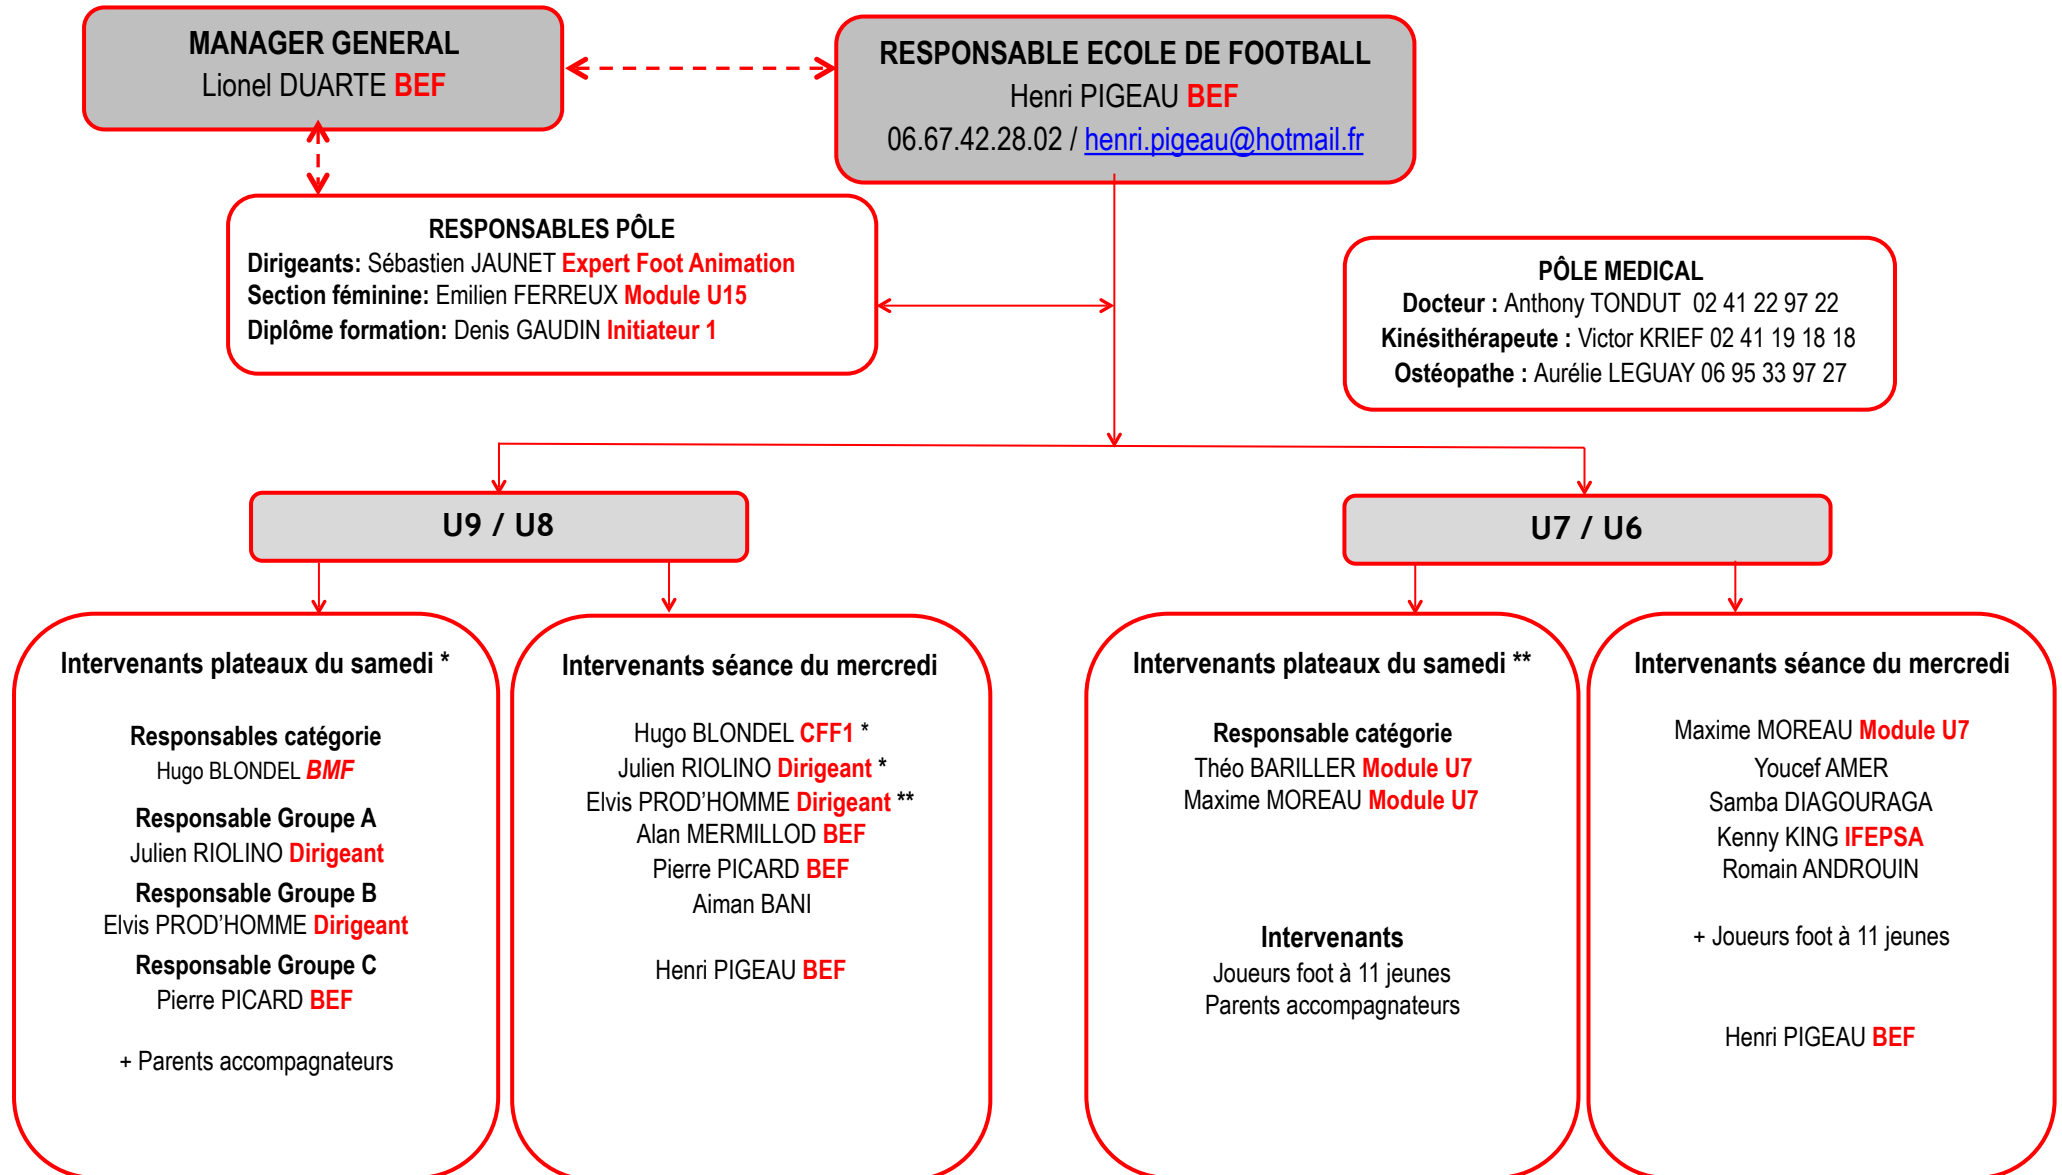 MANAGER GENERAL
Lionel DUARTE BEF
RESPONSABLE ECOLE DE FOOTBALL
Henri PIGEAU BEF
06.67.42.28.02 / henri.pigeau@hotmail.fr
RESPONSABLES PÔLE
Dirigeants: Sébastien JAUNET Expert Foot Animation
Section féminine: Emilien FERREUX Module U15
Diplôme formation: Denis GAUDIN Initiateur 1
PÔLE MEDICAL
Docteur : Anthony TONDUT 02 41 22 97 22
Kinésithérapeute : Victor KRIEF 02 41 19 18 18
Ostéopathe : Aurélie LEGUAY 06 95 33 97 27
U9 / U8
U7 / U6
Intervenants plateaux du samedi *
Responsables catégorie
Hugo BLONDEL BMF
Responsable Groupe A
Julien RIOLINO Dirigeant
Responsable Groupe B
Elvis PROD'HOMME Dirigeant
Responsable Groupe C
Pierre PICARD BEF
+ Parents accompagnateurs
Intervenants séance du mercredi
Hugo BLONDEL CFF1 *
Julien RIOLINO Dirigeant *
Elvis PROD'HOMME Dirigeant **
Alan MERMILLOD BEF
Pierre PICARD BEF
Aiman BANI
Henri PIGEAU BEF
Intervenants plateaux du samedi **
Responsable catégorie
Théo BARILLER Module U7
Maxime MOREAU Module U7
Intervenants
Joueurs foot à 11 jeunes
Parents accompagnateurs
Intervenants séance du mercredi
Maxime MOREAU Module U7
Youcef AMER
Samba DIAGOURAGA
Kenny KING IFEPSA
Romain ANDROUIN
+ Joueurs foot à 11 jeunes
Henri PIGEAU BEF